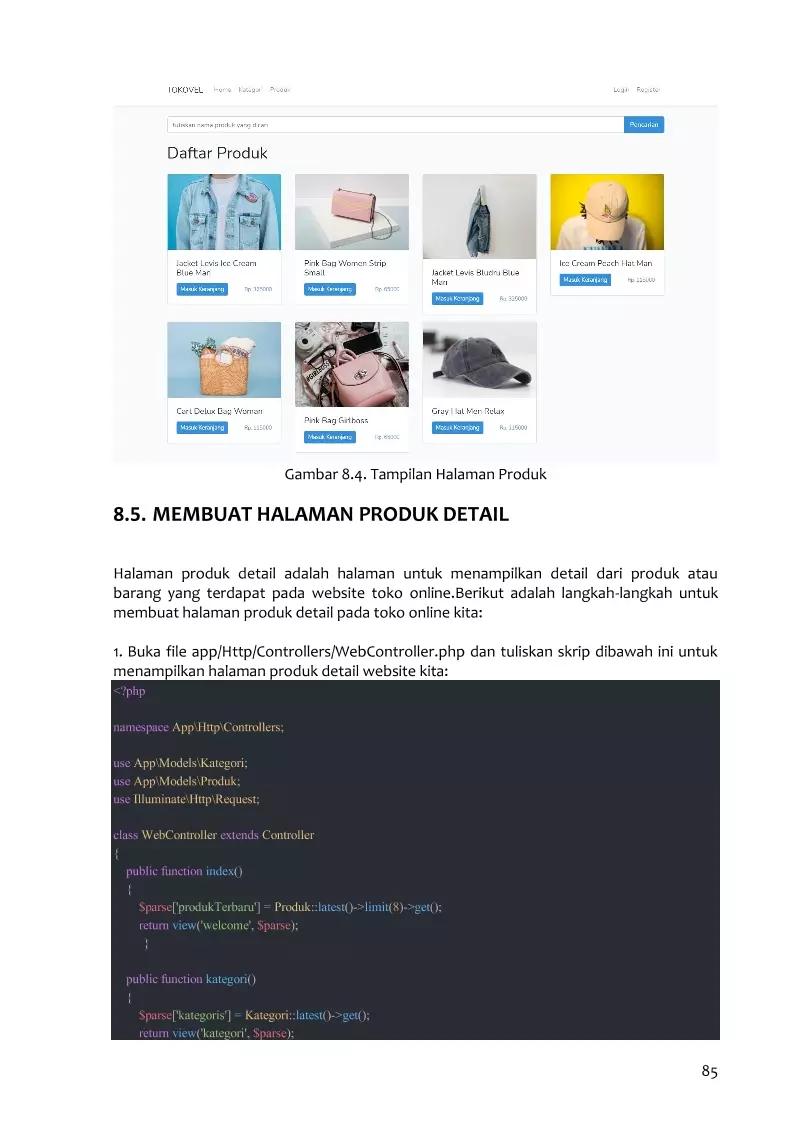 TOKOVEL Home Kategori Produk Login Register
tuliskan nama produk yang dicari Pencarian
Daftar Produk
Jacket Levis Ice Cream
Blue Man
Masuk Keranjang
Pink Bag Women Strip
Small
Masuk Keranjang Rp. 65000
Jacket Levis Bludru Blue
Man
Masuk Keranjang Rp. 325000
Ice Cream Peach Hat Man
Masuk Keranjang Rp. 115000
Cart Delux Bag Woman
Masuk Keranjang Rp. 115000
Pink Bag Girlboss
Masuk Keranjang Rp. 65000
Gray Hat Men Relax
Masuk Keranjang Rp. 115000
Gambar 8.4. Tampilan Halaman Produk
8.5. MEMBUAT HALAMAN PRODUK DETAIL
Halaman produk detail adalah halaman untuk menampilkan detail dari produk atau
barang yang terdapat pada website toko online.Berikut adalah langkah-langkah untuk
membuat halaman produk detail pada toko online kita:
1. Buka file app/Http/Controllers/WebController.php dan tuliskan skrip dibawah ini untuk
menampilkan halaman produk detail website kita:
<?php
namespace App\Http\Controllers;
use App\Models\Kategori;
use App\Models\Produk;
use Illuminate\Http\Request;
class WebController extends Controller
{
public function index()
{
$parse['produkTerbaru'] = Produk::latest()->limit(8)->get();
return view('welcome', $parse);
}
public function kategori()
{
$parse['kategoris'] = Kategori::latest()->get();
return view('kategori', $parse);
85